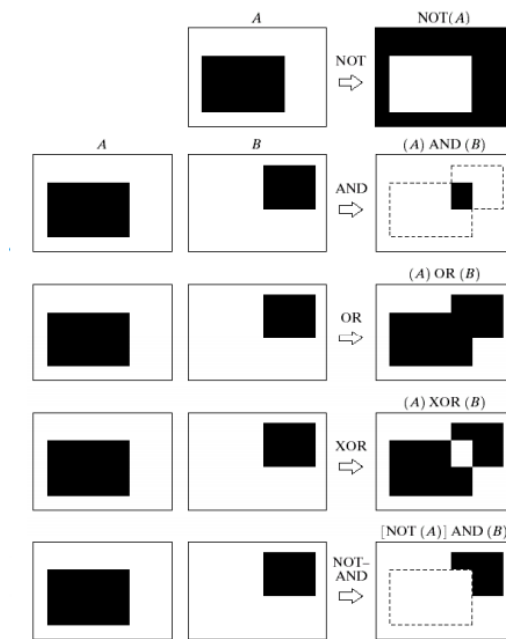 A
NOT(A)
NOT
A
B
(A) AND (B)
AND
(A) OR (B)
OR
(A) XOR (B)
XOR
[NOT (A)] AND (B)
NOT–
AND